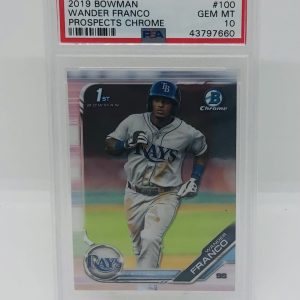 2019 BOWMAN #100
WANDER FRANCO GEM MT
PROSPECTS CHROME 10
PSA 43797660
1ST
BOWMAN
Chrome
RAYS
WANDER
FRANCO
RAYS
SS